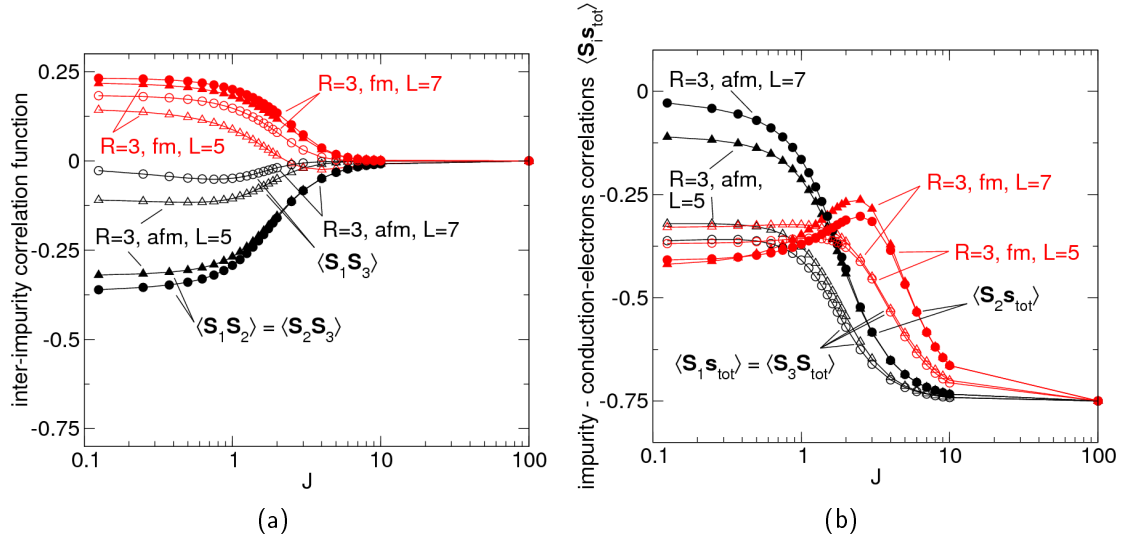 inter-impurity correlation function
0.25
0
-0.25
-0.5
-0.75
0.1
1
10
100
J
R=3, fm, L=7
R=3, fm, L=5
R=3, afm, L=5
R=3, afm, L=7
⟨S₁S₃⟩
⟨S₁S₂⟩ = ⟨S₂S₃⟩
(a)
impurity - conduction-electrons correlations ⟨Sᵢsₜₒₜ⟩
0
-0.25
-0.5
-0.75
0.1
1
10
100
J
R=3, afm, L=7
R=3, afm,
L=5
R=3, fm, L=7
R=3, fm, L=5
⟨S₂sₜₒₜ⟩
⟨S₁sₜₒₜ⟩ = ⟨S₃Sₜₒₜ⟩
(b)